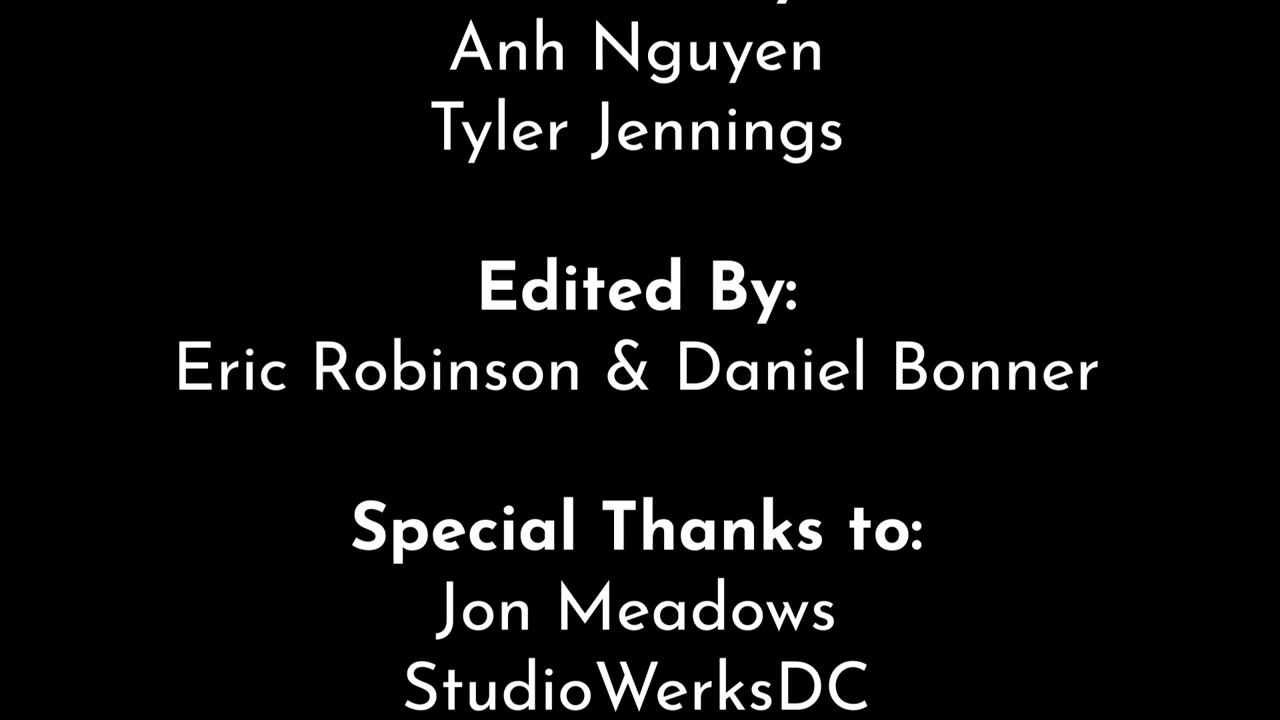 Anh Nguyen
Tyler Jennings
Edited By:
Eric Robinson & Daniel Bonner
Special Thanks to:
Jon Meadows
StudioWerksDC